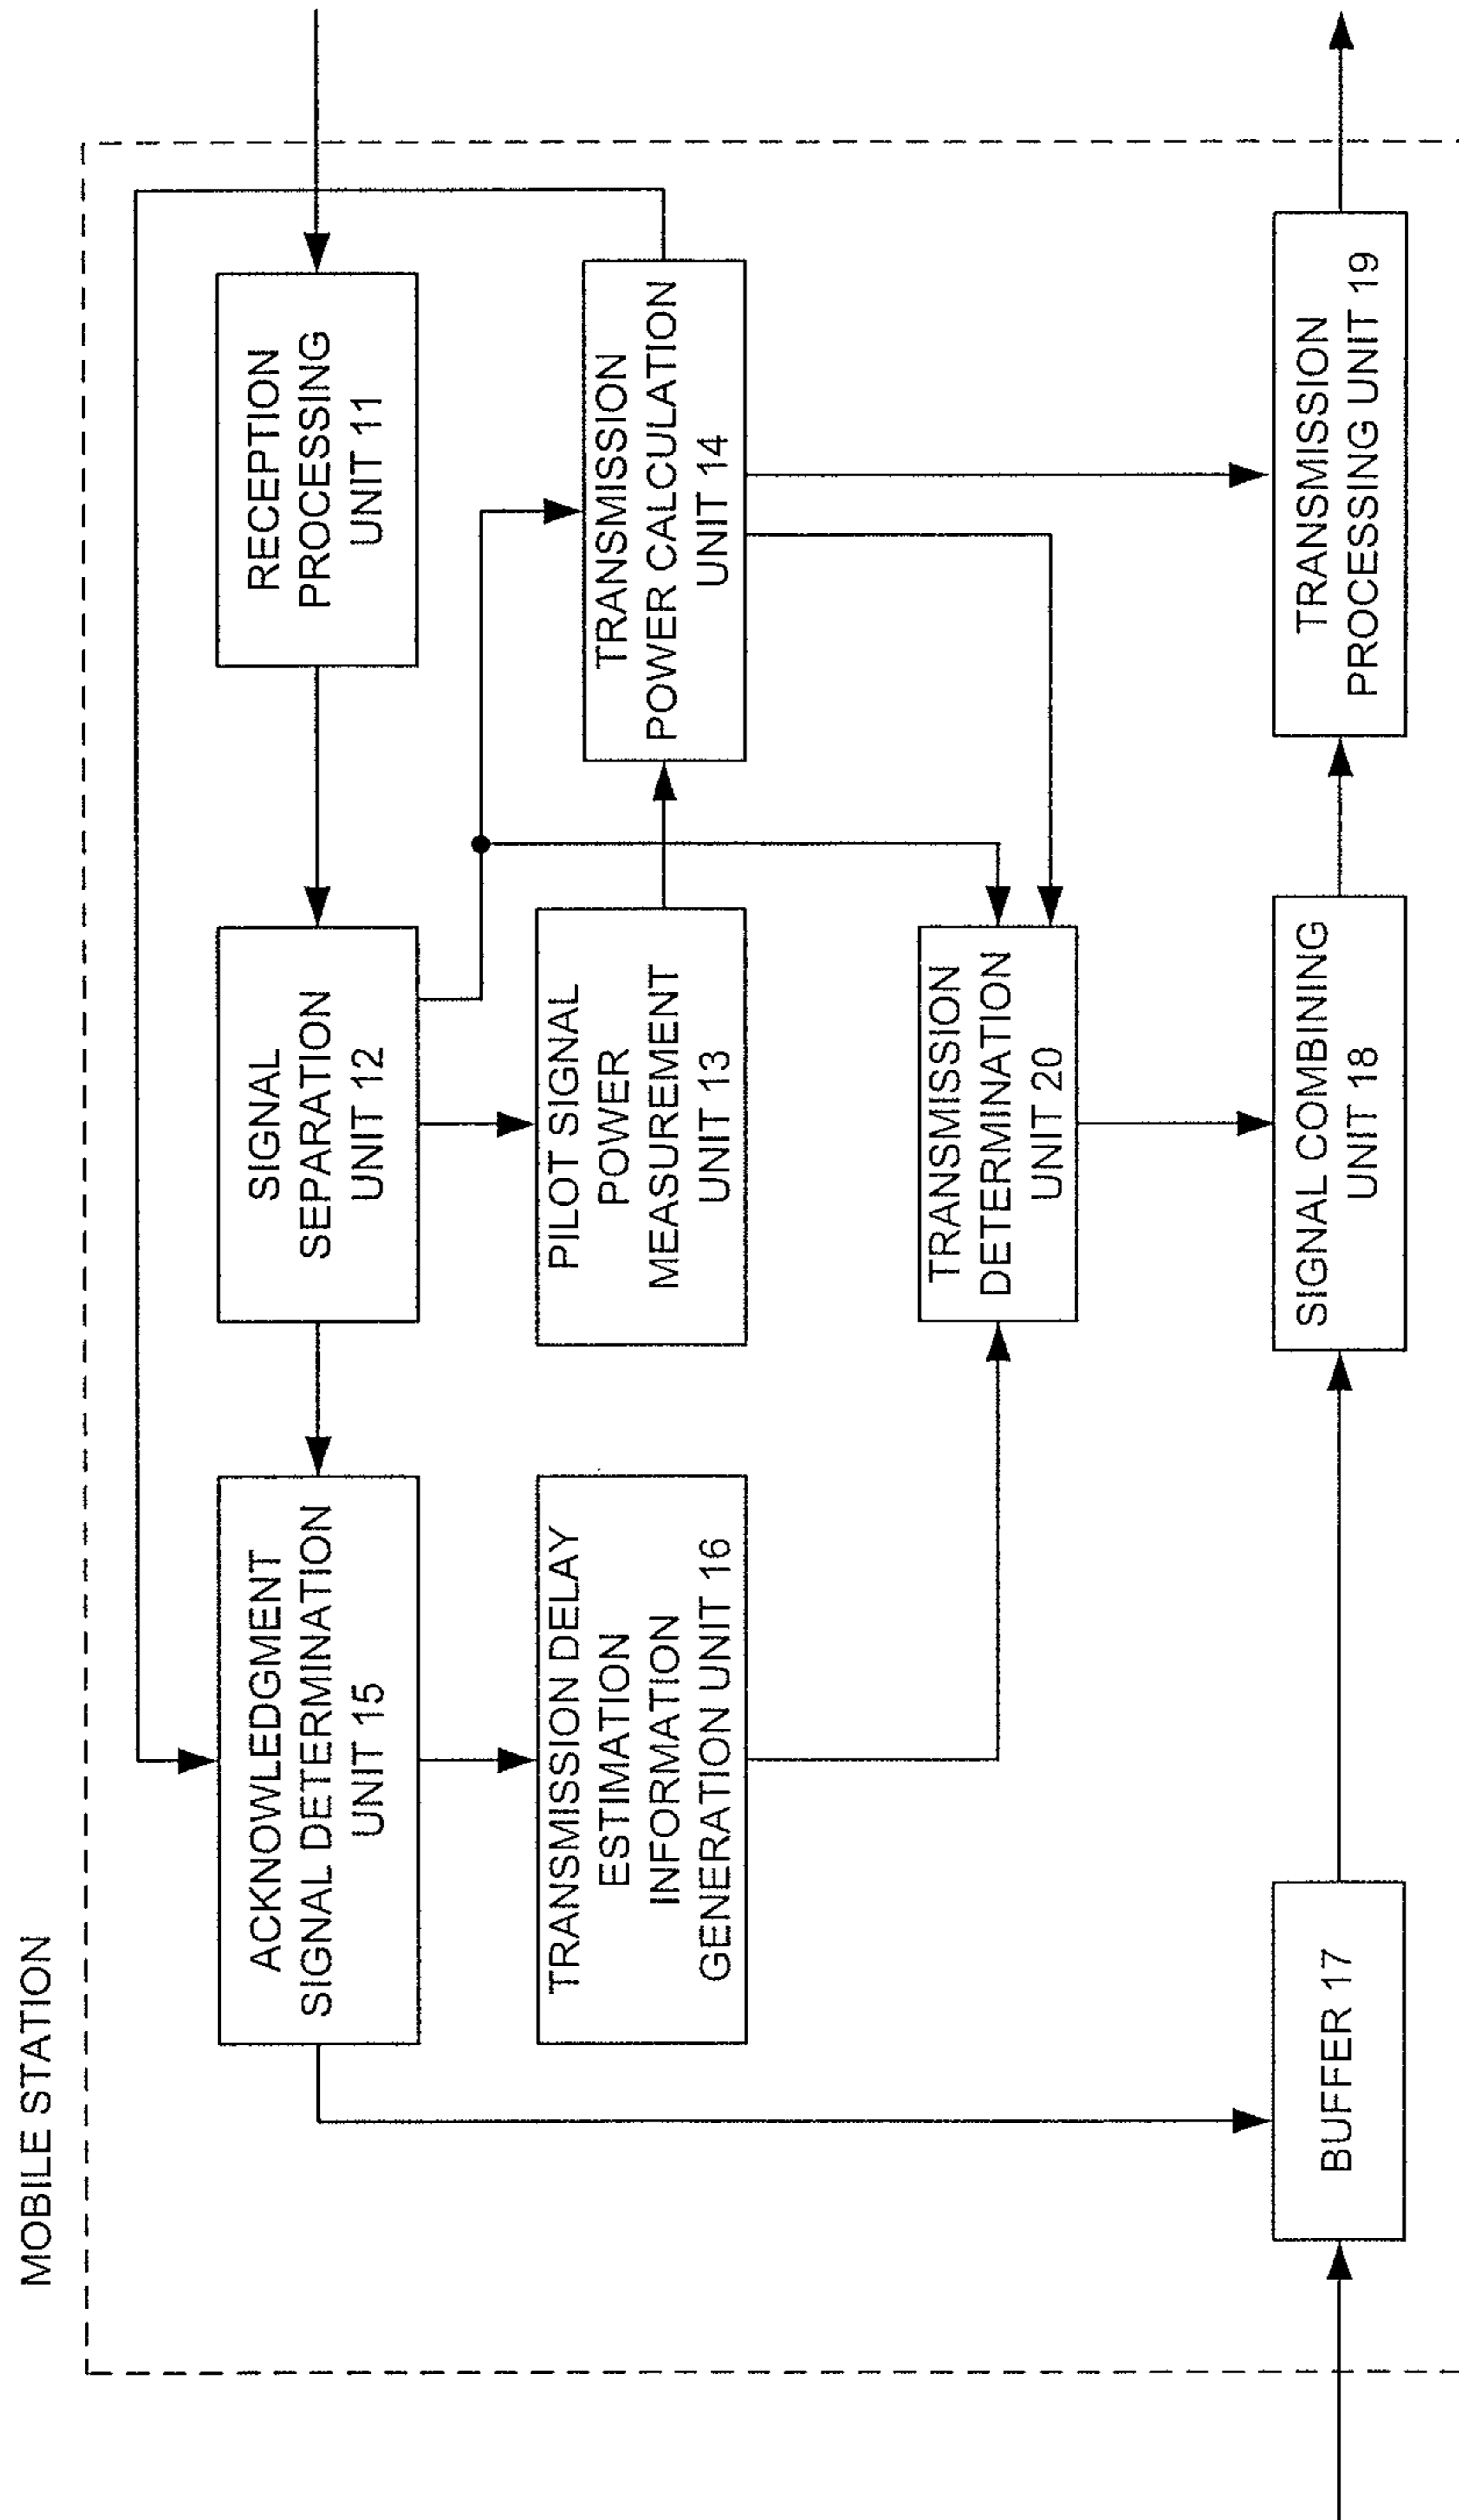 MOBILE STATION
ACKNOWLEDGMENT
SIGNAL DETERMINATION
UNIT 15
SIGNAL
SEPARATION
UNIT 12
RECEPTION
PROCESSING
UNIT 11
TRANSMISSION DELAY
ESTIMATION
INFORMATION
GENERATION UNIT 16
PILOT SIGNAL
POWER
MEASUREMENT
UNIT 13
TRANSMISSION
POWER CALCULATION
UNIT 14
TRANSMISSION
DETERMINATION
UNIT 20
BUFFER 17
SIGNAL COMBINING
UNIT 18
TRANSMISSION
PROCESSING UNIT 19